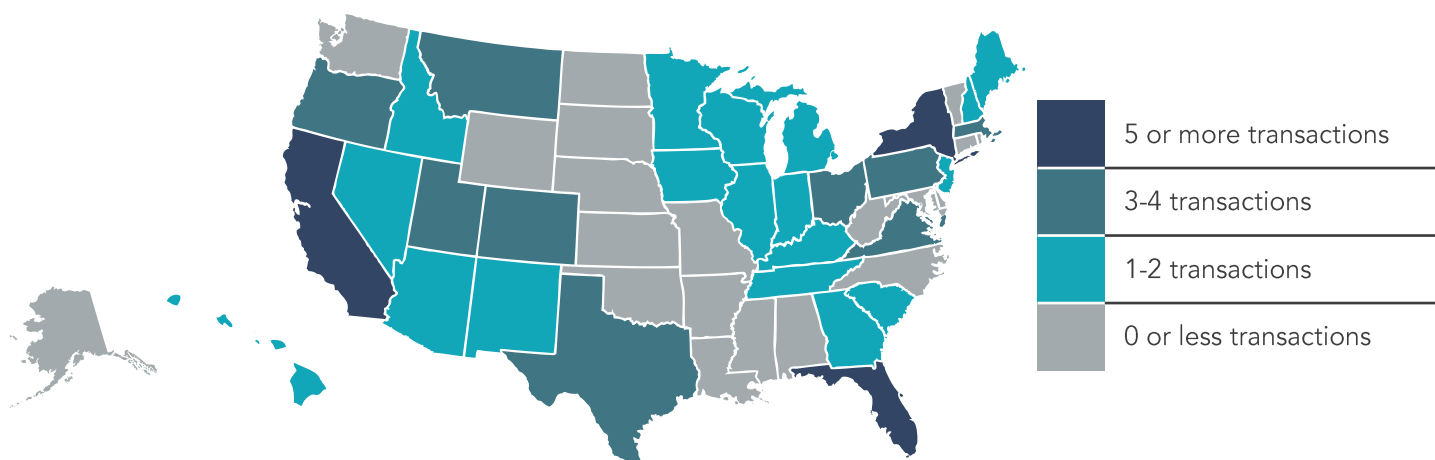 5 or more transactions
3-4 transactions
1-2 transactions
0 or less transactions